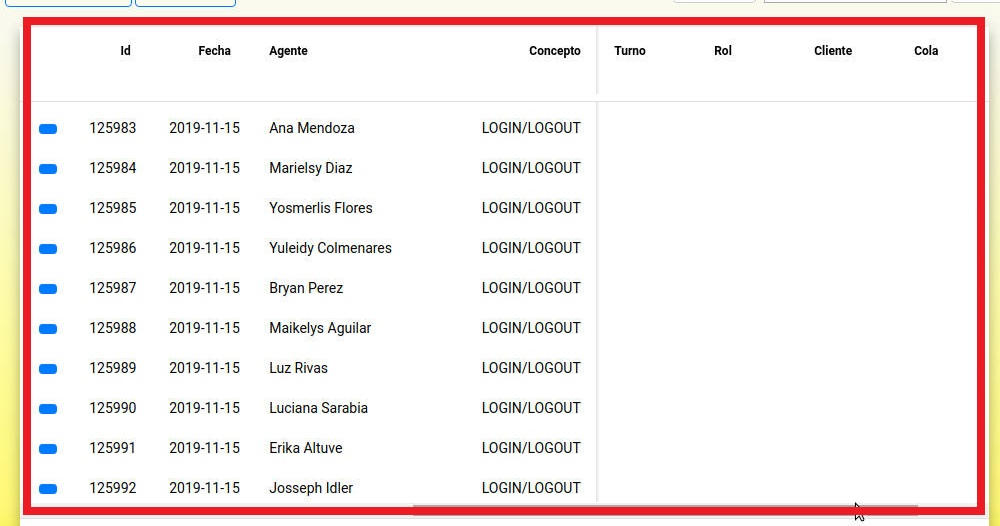 Id Fecha Agente Concepto Turno Rol Cliente Cola
125983 2019-11-15 Ana Mendoza LOGIN/LOGOUT
125984 2019-11-15 Marielsy Diaz LOGIN/LOGOUT
125985 2019-11-15 Yosmerlis Flores LOGIN/LOGOUT
125986 2019-11-15 Yuleidy Colmenares LOGIN/LOGOUT
125987 2019-11-15 Bryan Perez LOGIN/LOGOUT
125988 2019-11-15 Maikelys Aguilar LOGIN/LOGOUT
125989 2019-11-15 Luz Rivas LOGIN/LOGOUT
125990 2019-11-15 Luciana Sarabia LOGIN/LOGOUT
125991 2019-11-15 Erika Altuve LOGIN/LOGOUT
125992 2019-11-15 Josseph Idler LOGIN/LOGOUT